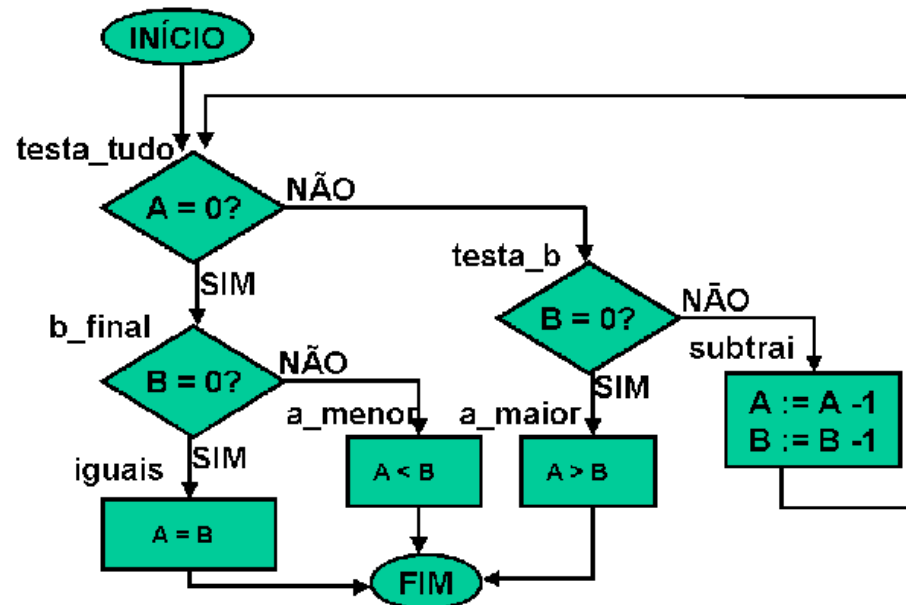 INÍCIO
testa_tudo
A = 0?
NÃO
SIM
testa_b
B = 0?
NÃO
SIM
b_final
B = 0?
NÃO
SIM
subtrai
A := A -1
B := B -1
a_menor
A < B
a_maior
A > B
iguais
A = B
FIM